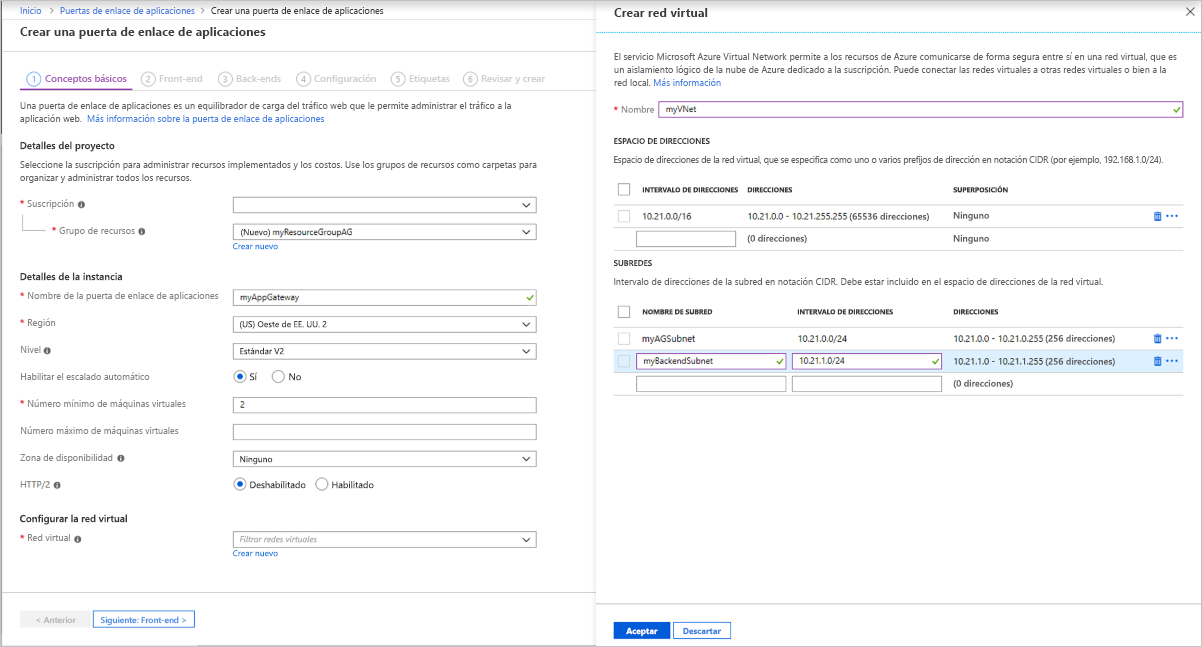 Inicio > Puertas de enlace de aplicaciones > Crear una puerta de enlace de aplicaciones
Crear una puerta de enlace de aplicaciones
1 Conceptos básicos 2 Front-end 3 Back-ends 4 Configuración 5 Etiquetas 6 Revisar y crear
Una puerta de enlace de aplicaciones es un equilibrador de carga del tráfico web que le permite administrar el tráfico a la
aplicación web. Más información sobre la puerta de enlace de aplicaciones
Detalles del proyecto
Seleccione la suscripción para administrar recursos implementados y los costos. Use los grupos de recursos como carpetas para
organizar y administrar todos los recursos.
* Suscripción
* Grupo de recursos (Nuevo) myResourceGroupAG
Crear nuevo
Detalles de la instancia
* Nombre de la puerta de enlace de aplicaciones myAppGateway
* Región (US) Oeste de EE. UU. 2
Nivel Estándar V2
Habilitar el escalado automático Sí No
* Número mínimo de máquinas virtuales 2
Número máximo de máquinas virtuales
Zona de disponibilidad Ninguno
HTTP/2 Deshabilitado Habilitado
Configurar la red virtual
* Red virtual Filtrar redes virtuales
Crear nuevo
< Anterior Siguiente: Front-end >
Crear red virtual
El servicio Microsoft Azure Virtual Network permite a los recursos de Azure comunicarse de forma segura entre sí en una red virtual, que es
un aislamiento lógico de la nube de Azure dedicado a la suscripción. Puede conectar las redes virtuales a otras redes virtuales o bien a la
red local. Más información
* Nombre myVNet
ESPACIO DE DIRECCIONES
Espacio de direcciones de la red virtual, que se especifica como uno o varios prefijos de dirección en notación CIDR (por ejemplo, 192.168.1.0/24).
INTERVALO DE DIRECCIONES DIRECCIONES SUPERPOSICIÓN
10.21.0.0/16 10.21.0.0 - 10.21.255.255 (65536 direcciones) Ninguno
(0 direcciones) Ninguno
SUBREDES
Intervalo de direcciones de la subred en notación CIDR. Debe estar incluido en el espacio de direcciones de la red virtual.
NOMBRE DE SUBRED INTERVALO DE DIRECCIONES DIRECCIONES
myAGSubnet 10.21.0.0/24 10.21.0.0 - 10.21.0.255 (256 direcciones)
myBackendSubnet 10.21.1.0/24 10.21.1.0 - 10.21.1.255 (256 direcciones)
(0 direcciones)
Aceptar Descartar